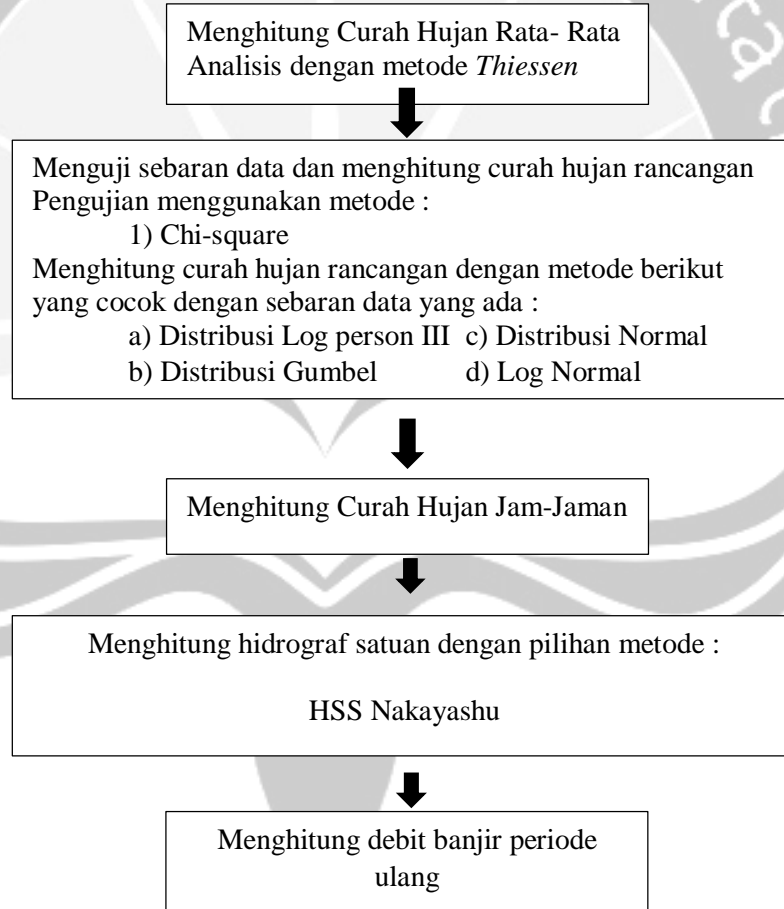 Menghitung Curah Hujan Rata- Rata
Analisis dengan metode Thiessen
Menguji sebaran data dan menghitung curah hujan rancangan
Pengujian menggunakan metode :
1) Chi-square
Menghitung curah hujan rancangan dengan metode berikut
yang cocok dengan sebaran data yang ada :
a) Distribusi Log person III c) Distribusi Normal
b) Distribusi Gumbel d) Log Normal
Menghitung Curah Hujan Jam-Jaman
Menghitung hidrograf satuan dengan pilihan metode :
HSS Nakayashu
Menghitung debit banjir periode
ulang